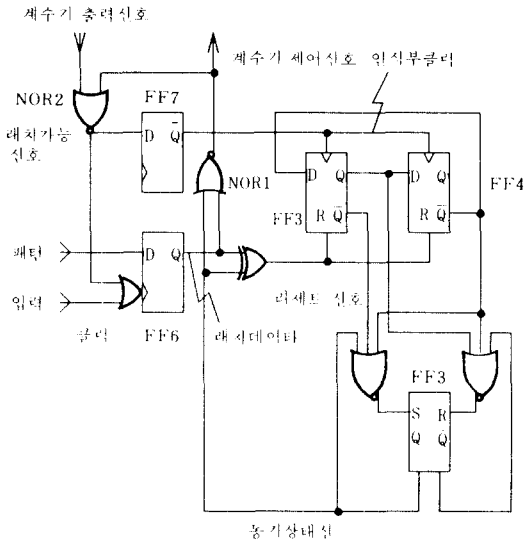 계수기 출력신호
계수기 제어신호 인식부클럭
NOR2
FF7
래치가능
신호
D Q̄
NOR1
D Q
R Q̄
D Q
R Q̄
FF4
FF3
패턴
D Q
입력
클럭
FF6
래치데이타
리세트 신호
FF3
S R
Q Q̄
동기상태신